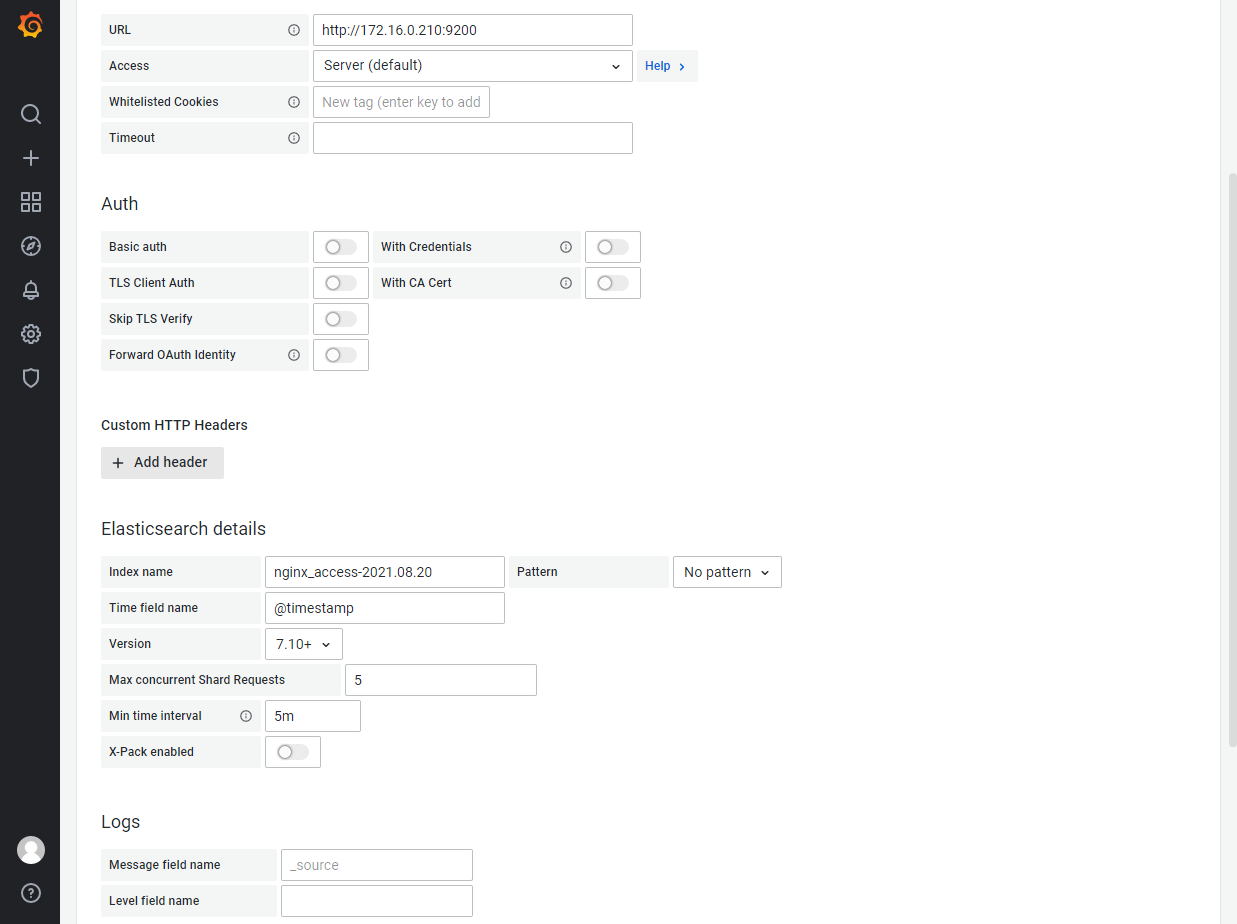 URL http://172.16.0.210:9200
Access Server (default) Help
Whitelisted Cookies New tag (enter key to add
Timeout
Auth
Basic auth With Credentials
TLS Client Auth With CA Cert
Skip TLS Verify
Forward OAuth Identity
Custom HTTP Headers
+ Add header
Elasticsearch details
Index name nginx_access-2021.08.20 Pattern No pattern
Time field name @timestamp
Version 7.10+
Max concurrent Shard Requests 5
Min time interval 5m
X-Pack enabled
Logs
Message field name _source
Level field name